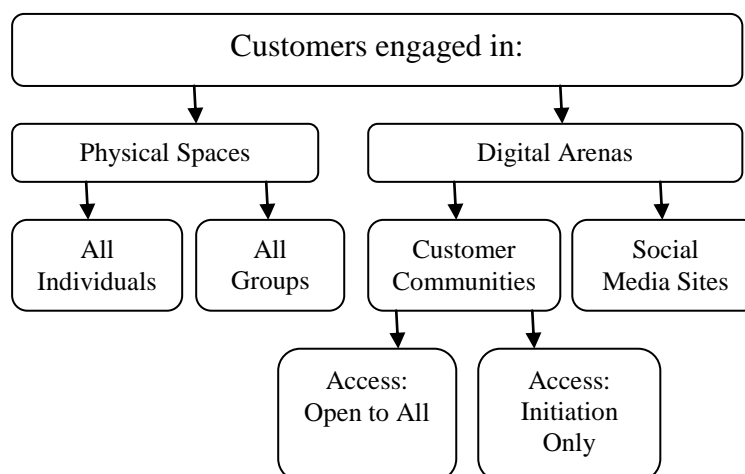 Customers engaged in:
Physical Spaces
Digital Arenas
All
Individuals
All
Groups
Customer
Communities
Social
Media Sites
Access:
Open to All
Access:
Initiation
Only